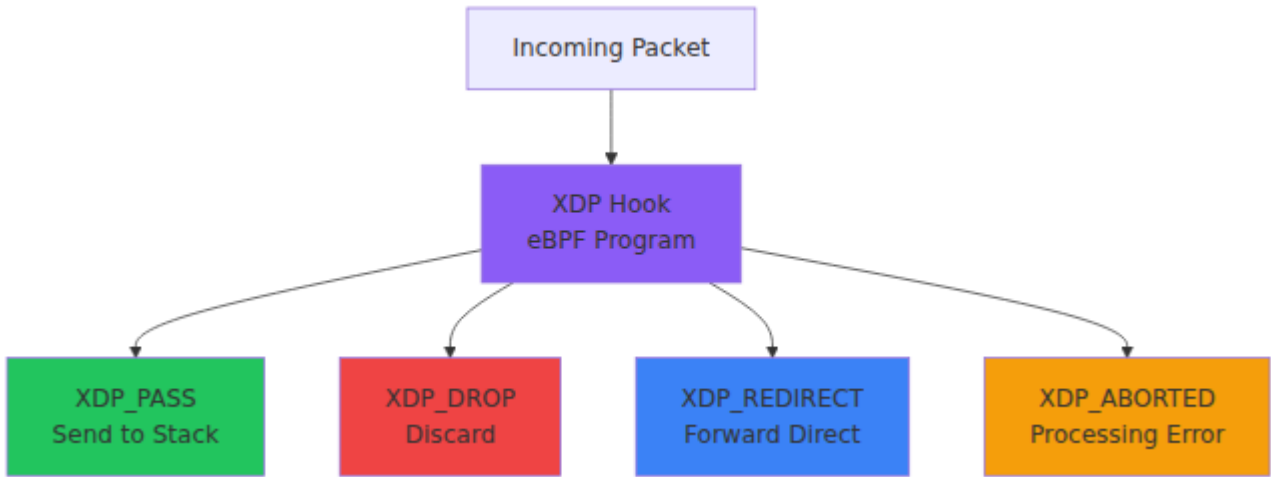 Incoming Packet
XDP Hook
eBPF Program
XDP_PASS
Send to Stack
XDP_DROP
Discard
XDP_REDIRECT
Forward Direct
XDP_ABORTED
Processing Error